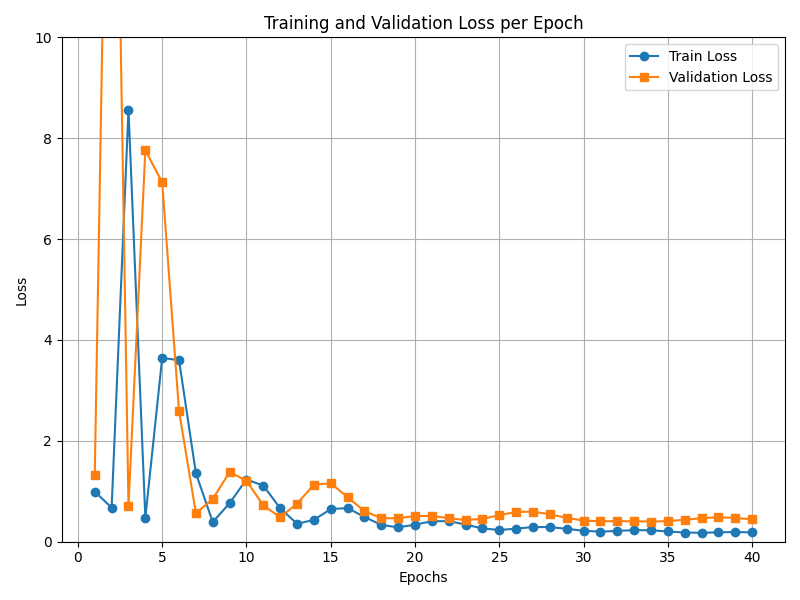 Training and Validation Loss per Epoch
Train Loss
Validation Loss
10
8
6
4
2
0
Loss
0 5 10 15 20 25 30 35 40
Epochs